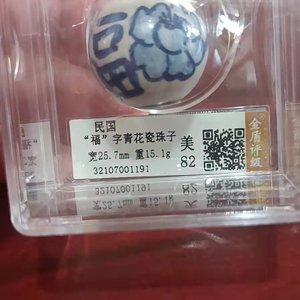 民国
“福”字青花瓷珠子
宽25.7mm 重15.1g
32107001191
美
82
金盾评级